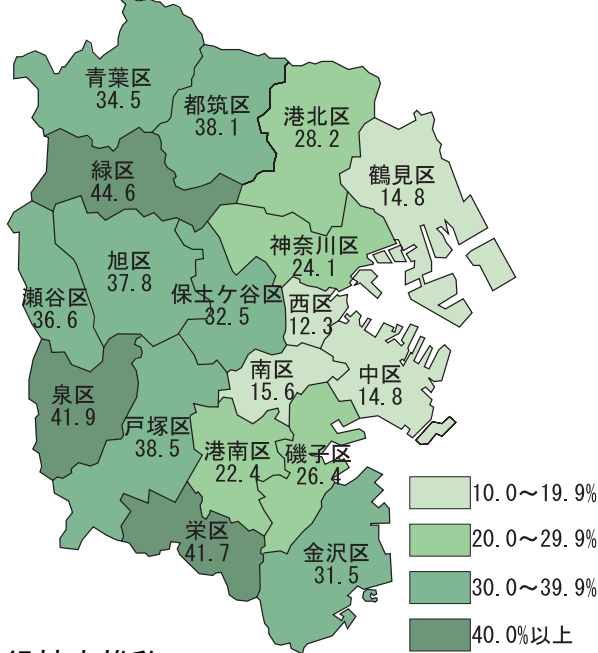 青葉区
34.5
都筑区
38.1
港北区
28.2
鶴見区
14.8
緑区
44.6
神奈川区
24.1
旭区
37.8
瀬谷区
36.6
保土ケ谷区
32.5
西区
12.3
南区
15.6
中区
14.8
泉区
41.9
戸塚区
38.5
港南区
22.4
磯子区
26.4
栄区
41.7
金沢区
31.5
10.0～19.9%
20.0～29.9%
30.0～39.9%
40.0%以上